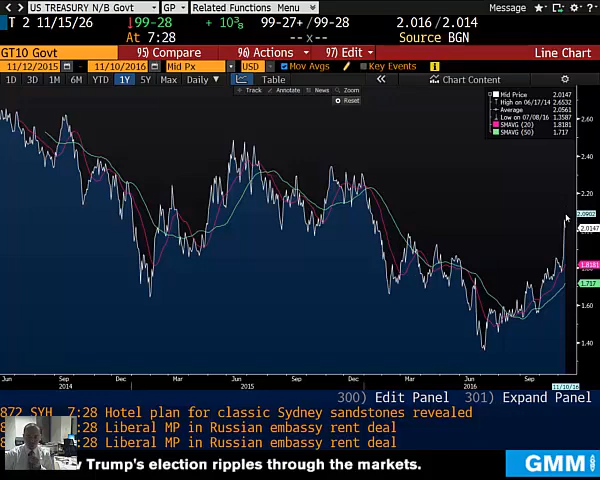 < > US TREASURY N/B Govt GP Related Functions Menu Message
T 2 11/15/26 ↓99-28 + 10³₈ 99-27+/99-28 2.016/2.014
At 7:28 --x-- Source BGN
GT10 Govt 95) Compare 96) Actions 97) Edit Line Chart
11/12/2015 - 11/10/2016 Mid Px USD Mov Avgs Key Events
1D 3D 1M 6M YTD 1Y 5Y Max Daily Table « Chart Content
Track Annotate News Zoom
Reset
Mid Price 2.0147
High on 06/17/14 2.6532
Average 2.0561
Low on 07/08/16 1.3587
SMAVG (20) 1.8181
SMAVG (50) 1.717
2.60
2.40
2.20
2.0902
2.0147
1.8181
1.717
1.60
1.40
Jun Sep Dec Mar Jun Sep Dec Mar Jun Sep 11/10/16
2014 2015 2016
300) Edit Panel 301) Expand Panel
872 SYH 7:28 Hotel plan for classic Sydney sandstones revealed
7:28 Liberal MP in Russian embassy rent deal
7:28 Liberal MP in Russian embassy rent deal
Trump's election ripples through the markets.
GMM